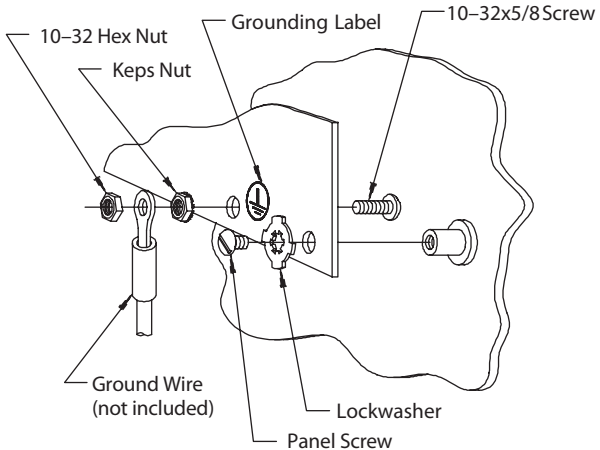 10–32 Hex Nut
Keps Nut
Grounding Label
10–32x5/8 Screw
Ground Wire
(not included)
Lockwasher
Panel Screw